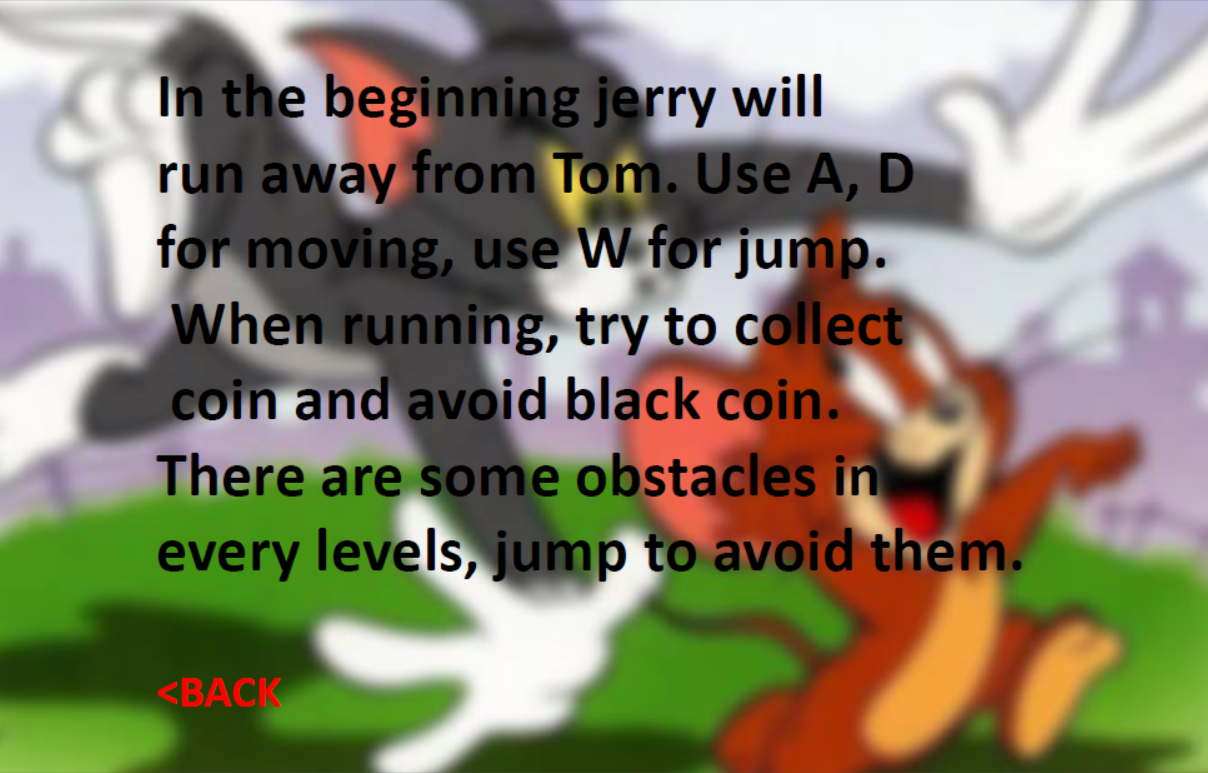 In the beginning jerry will
run away from Tom. Use A, D
for moving, use W for jump.
When running, try to collect
coin and avoid black coin.
There are some obstacles in
every levels, jump to avoid them.
<BACK